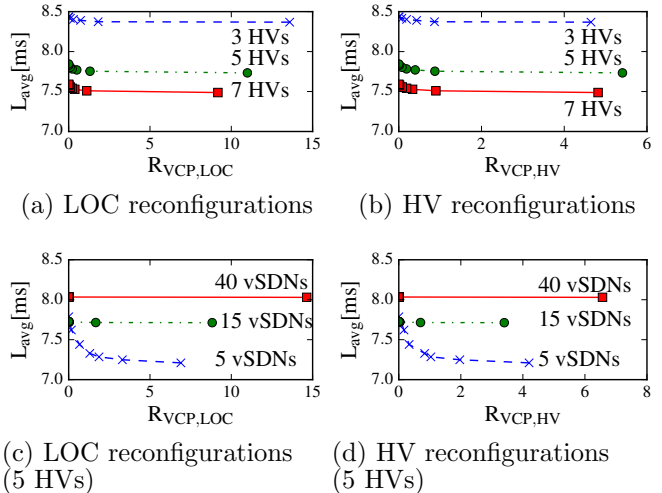 8.5
8.0
7.5
7.0
L_avg[ms]
3 HVs
5 HVs
7 HVs
0 5 10 15
R_VCP,LOC
(a) LOC reconfigurations
8.5
8.0
7.5
7.0
L_avg[ms]
3 HVs
5 HVs
7 HVs
0 2 4 6
R_VCP,HV
(b) HV reconfigurations
8.5
8.0
7.5
7.0
L_avg[ms]
40 vSDNs
15 vSDNs
5 vSDNs
0 5 10 15
R_VCP,LOC
(c) LOC reconfigurations
(5 HVs)
8.5
8.0
7.5
7.0
L_avg[ms]
40 vSDNs
15 vSDNs
5 vSDNs
0 2 4 6
R_VCP,HV
(d) HV reconfigurations
(5 HVs)